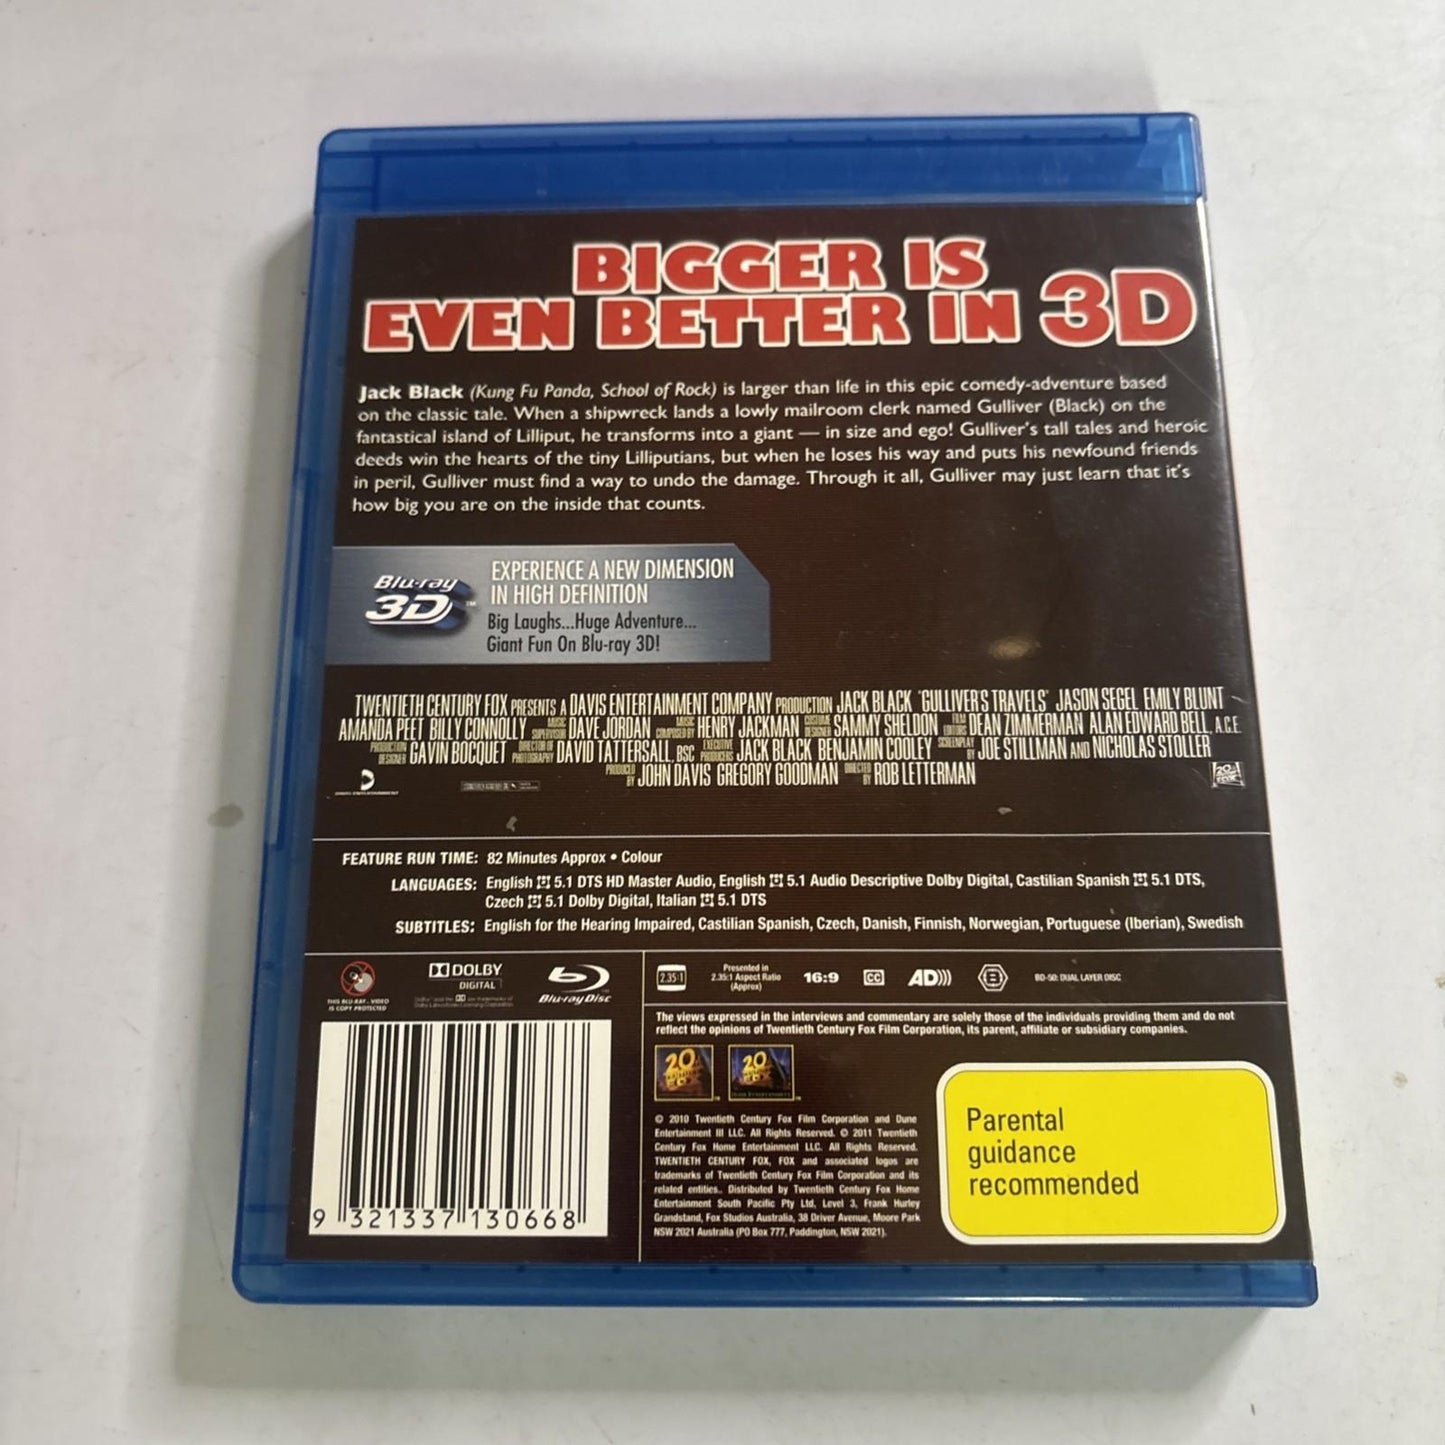 BIGGER IS
EVEN BETTER IN 3D
Jack Black (Kung Fu Panda, School of Rock) is larger than life in this epic comedy-adventure based
on the classic tale. When a shipwreck lands a lowly mailroom clerk named Gulliver (Black) on the
fantastical island of Lilliput, he transforms into a giant — in size and ego! Gulliver's tall tales and heroic
deeds win the hearts of the tiny Lilliputians, but when he loses his way and puts his newfound friends
in peril, Gulliver must find a way to undo the damage. Through it all, Gulliver may just learn that it's
how big you are on the inside that counts.
Blu-ray
3D™
EXPERIENCE A NEW DIMENSION
IN HIGH DEFINITION
Big Laughs...Huge Adventure...
Giant Fun On Blu-ray 3D!
TWENTIETH CENTURY FOX PRESENTS A DAVIS ENTERTAINMENT COMPANY PRODUCTION JACK BLACK "GULLIVER'S TRAVELS" JASON SEGEL EMILY BLUNT
AMANDA PEET BILLY CONNOLLY MUSIC SUPERVISION DAVE JORDAN MUSIC COMPOSED BY HENRY JACKMAN COSTUME DESIGNER SAMMY SHELDON FILM EDITORS DEAN ZIMMERMAN ALAN EDWARD BELL, A.C.E.
PRODUCTION DESIGNER GAVIN BOCQUET DIRECTOR OF PHOTOGRAPHY DAVID TATTERSALL, BSC EXECUTIVE PRODUCERS JACK BLACK BENJAMIN COOLEY SCREENPLAY BY JOE STILLMAN AND NICHOLAS STOLLER
PRODUCED BY JOHN DAVIS GREGORY GOODMAN DIRECTED BY ROB LETTERMAN
FEATURE RUN TIME: 82 Minutes Approx • Colour
LANGUAGES: English 5.1 DTS HD Master Audio, English 5.1 Audio Descriptive Dolby Digital, Castilian Spanish 5.1 DTS,
Czech 5.1 Dolby Digital, Italian 5.1 DTS
SUBTITLES: English for the Hearing Impaired, Castilian Spanish, Czech, Danish, Finnish, Norwegian, Portuguese (Iberian), Swedish
THIS BLU-RAY VIDEO
IS COPY PROTECTED
DOLBY
DIGITAL
Blu-ray Disc
2.35:1
Presented in
2.35:1 Aspect Ratio
(Approx)
16:9
CC
AD)))
B
BD-50: DUAL LAYER DISC
The views expressed in the interviews and commentary are solely those of the individuals providing them and do not
reflect the opinions of Twentieth Century Fox Film Corporation, its parent, affiliate or subsidiary companies.
© 2010 Twentieth Century Fox Film Corporation and Dune
Entertainment III LLC. All Rights Reserved. © 2011 Twentieth
Century Fox Home Entertainment LLC. All Rights Reserved.
TWENTIETH CENTURY FOX, FOX and associated logos are
trademarks of Twentieth Century Fox Film Corporation and its
related entities.. Distributed by Twentieth Century Fox Home
Entertainment South Pacific Pty Ltd, Level 3, Frank Hurley
Grandstand, Fox Studios Australia, 38 Driver Avenue, Moore Park
NSW 2021 Australia (PO Box 777, Paddington, NSW 2021).
Parental
guidance
recommended
9 321337 130668